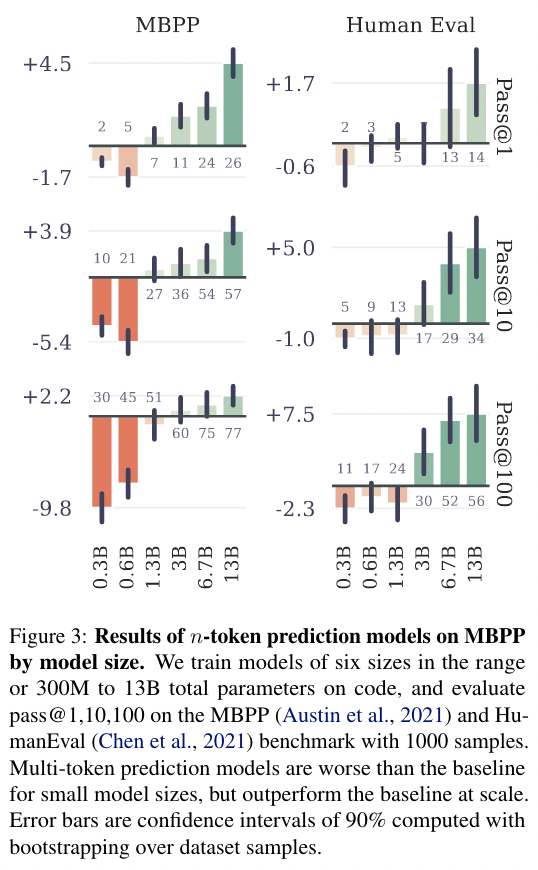 MBPP
Human Eval
+4.5
-1.7
2 5
7 11 24 26
+1.7
-0.6
2 3 7
5 13 14
Pass@1
+3.9
-5.4
10 21
27 36 54 57
+5.0
-1.0
5 9 13
17 29 34
Pass@10
+2.2
-9.8
30 45 51
60 75 77
+7.5
-2.3
11 17 24
30 52 56
Pass@100
0.3B 0.6B 1.3B 3B 6.7B 13B
0.3B 0.6B 1.3B 3B 6.7B 13B
Figure 3: Results of n-token prediction models on MBPP
by model size. We train models of six sizes in the range
or 300M to 13B total parameters on code, and evaluate
pass@1,10,100 on the MBPP (Austin et al., 2021) and Hu-
manEval (Chen et al., 2021) benchmark with 1000 samples.
Multi-token prediction models are worse than the baseline
for small model sizes, but outperform the baseline at scale.
Error bars are confidence intervals of 90% computed with
bootstrapping over dataset samples.